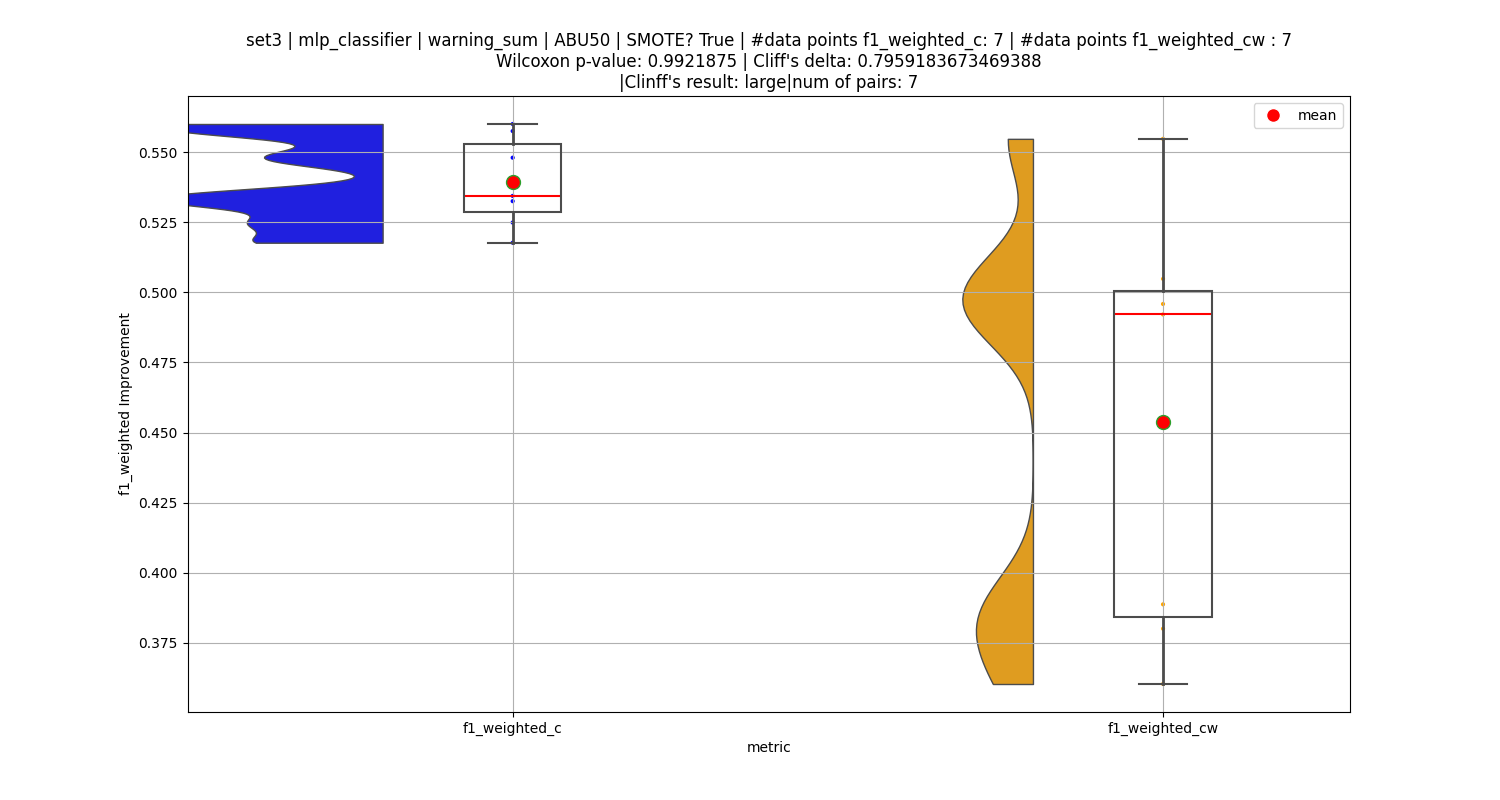 set3 | mlp_classifier | warning_sum | ABU50 | SMOTE? True | #data points f1_weighted_c: 7 | #data points f1_weighted_cw : 7
Wilcoxon p-value: 0.9921875 | Cliff's delta: 0.7959183673469388
|Clinff's result: large|num of pairs: 7
mean
f1_weighted Improvement
0.550
0.525
0.500
0.475
0.450
0.425
0.400
0.375
f1_weighted_c
f1_weighted_cw
metric